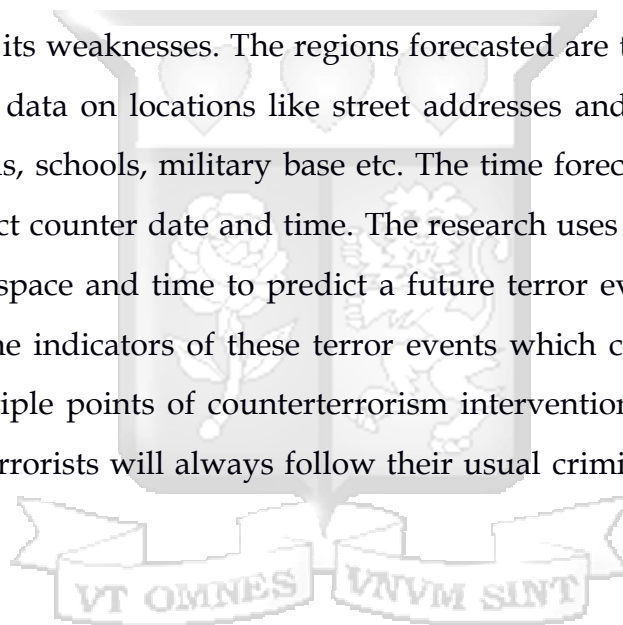 its weaknesses. The regions forecasted are t
data on locations like street addresses and
s, schools, military base etc. The time forec
ct counter date and time. The research uses
space and time to predict a future terror ev
ne indicators of these terror events which c
iple points of counterterrorism intervention
rrorists will always follow their usual crimi
VT OMNES VNVM SINT